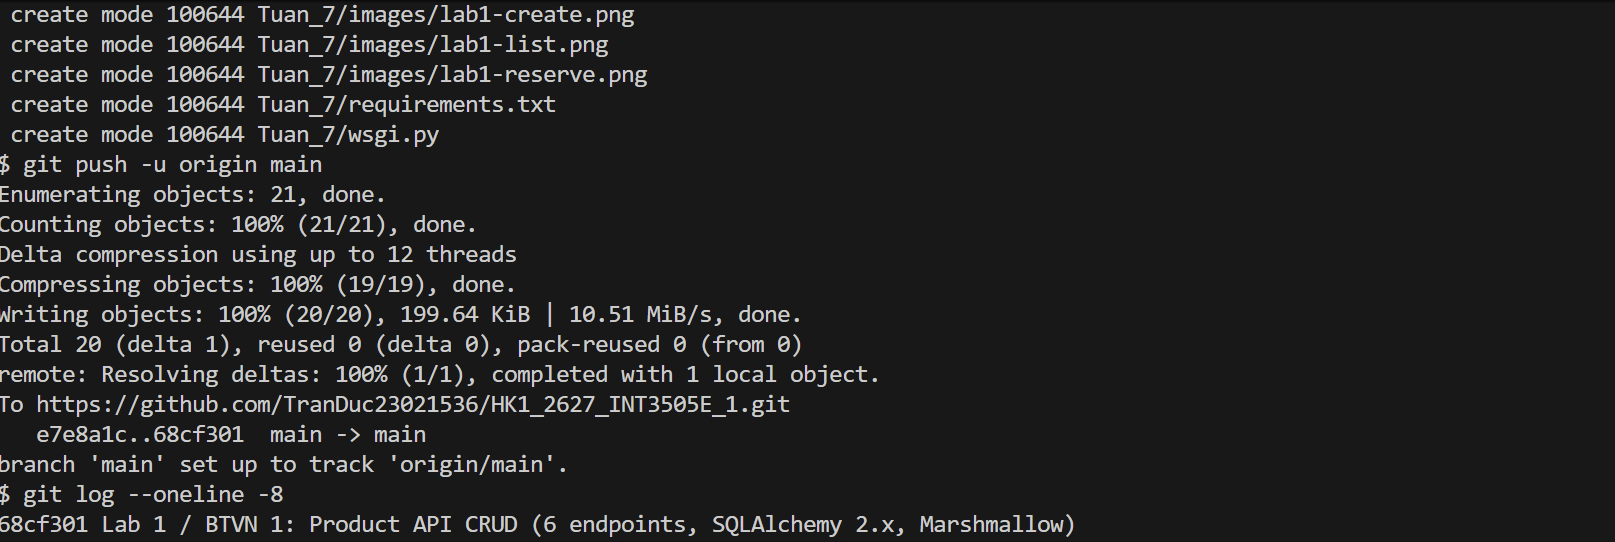 create mode 100644 Tuan_7/images/lab1-create.png
create mode 100644 Tuan_7/images/lab1-list.png
create mode 100644 Tuan_7/images/lab1-reserve.png
create mode 100644 Tuan_7/requirements.txt
create mode 100644 Tuan_7/wsgi.py
$ git push -u origin main
Enumerating objects: 21, done.
Counting objects: 100% (21/21), done.
Delta compression using up to 12 threads
Compressing objects: 100% (19/19), done.
Writing objects: 100% (20/20), 199.64 KiB | 10.51 MiB/s, done.
Total 20 (delta 1), reused 0 (delta 0), pack-reused 0 (from 0)
remote: Resolving deltas: 100% (1/1), completed with 1 local object.
To https://github.com/TranDuc23021536/HK1_2627_INT3505E_1.git
e7e8a1c..68cf301  main -> main
branch 'main' set up to track 'origin/main'.
$ git log --oneline -8
68cf301 Lab 1 / BTVN 1: Product API CRUD (6 endpoints, SQLAlchemy 2.x, Marshmallow)